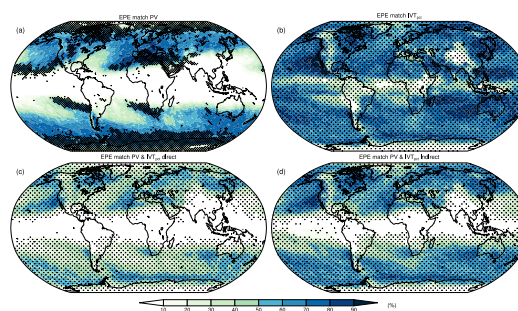 EPE match PV
EPE match IVT
(a)
(b)
EPE match PV & IVT direct
EPE match PV & IVT indirect
(c)
(d)
10 20 30 40 50 60 70 80 90 (%)